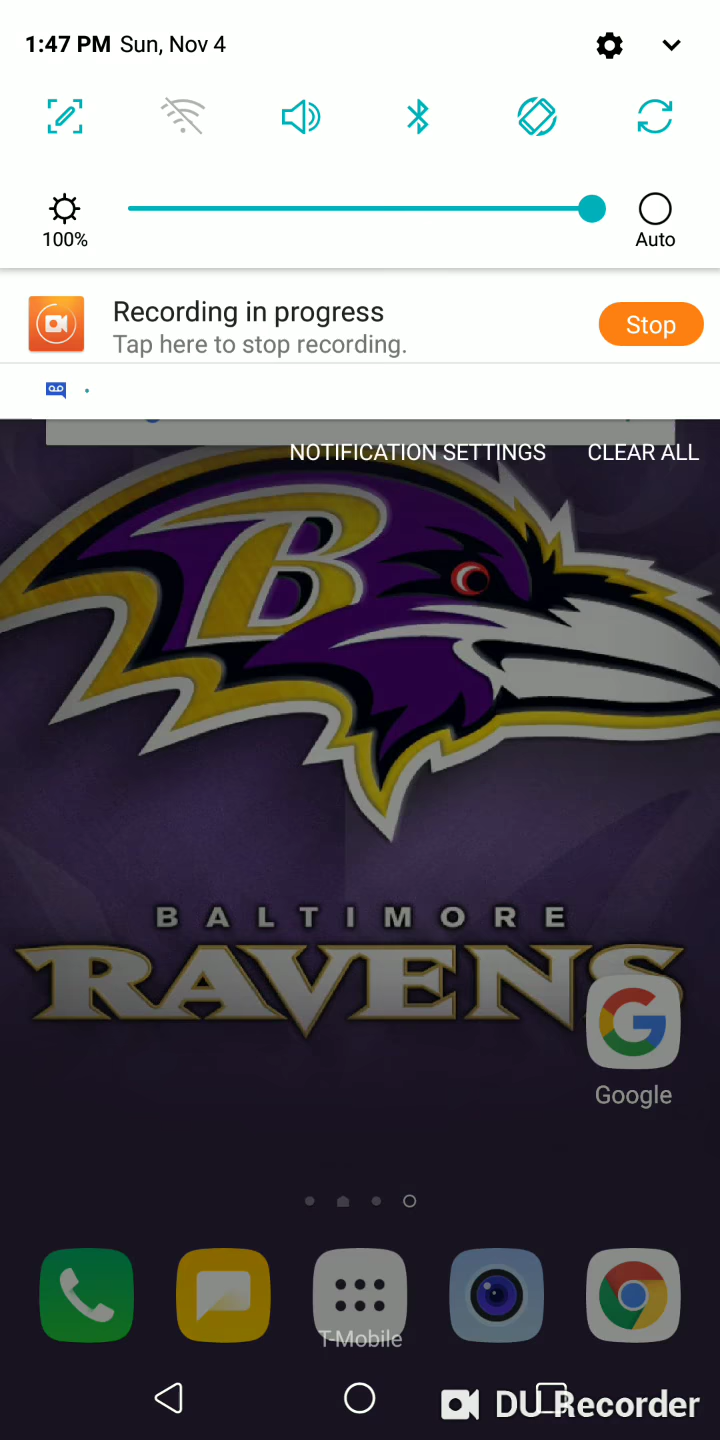 1:47 PM Sun, Nov 4
100%
Auto
Recording in progress
Tap here to stop recording.
Stop
NOTIFICATION SETTINGS CLEAR ALL
B
BALTIMORE
RAVENS
Google
T-Mobile
DU Recorder